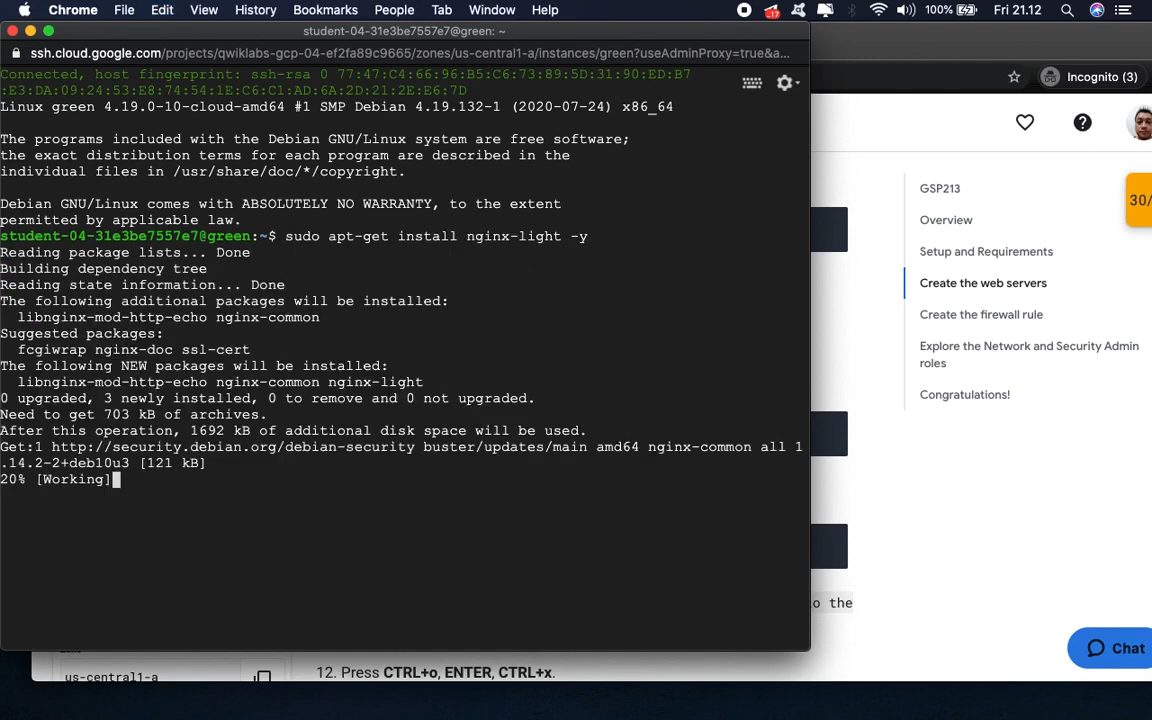 Chrome File Edit View History Bookmarks People Tab Window Help
17
100%
Fri 21.12
student-04-31e3be7557e7@green: ~
ssh.cloud.google.com/projects/qwiklabs-gcp-04-ef2fa89c9665/zones/us-central1-a/instances/green?useAdminProxy=true&a...
Incognito (3)
Connected, host fingerprint: ssh-rsa 0 77:47:C4:66:96:B5:C6:73:89:5D:31:90:ED:B7
:E3:DA:09:24:53:E8:74:54:1E:C6:C1:AD:6A:2D:21:2E:E6:7D
Linux green 4.19.0-10-cloud-amd64 #1 SMP Debian 4.19.132-1 (2020-07-24) x86_64
The programs included with the Debian GNU/Linux system are free software;
the exact distribution terms for each program are described in the
individual files in /usr/share/doc/*/copyright.
Debian GNU/Linux comes with ABSOLUTELY NO WARRANTY, to the extent
permitted by applicable law.
student-04-31e3be7557e7@green:~$ sudo apt-get install nginx-light -y
Reading package lists... Done
Building dependency tree
Reading state information... Done
The following additional packages will be installed:
libnginx-mod-http-echo nginx-common
Suggested packages:
fcgiwrap nginx-doc ssl-cert
The following NEW packages will be installed:
libnginx-mod-http-echo nginx-common nginx-light
0 upgraded, 3 newly installed, 0 to remove and 0 not upgraded.
Need to get 703 kB of archives.
After this operation, 1692 kB of additional disk space will be used.
Get:1 http://security.debian.org/debian-security buster/updates/main amd64 nginx-common all 1
.14.2-2+deb10u3 [121 kB]
20% [Working]
GSP213
Overview
Setup and Requirements
Create the web servers
Create the firewall rule
Explore the Network and Security Admin
roles
Congratulations!
30/
o the
Chat
us-central1-a
12. Press CTRL+o, ENTER, CTRL+x.